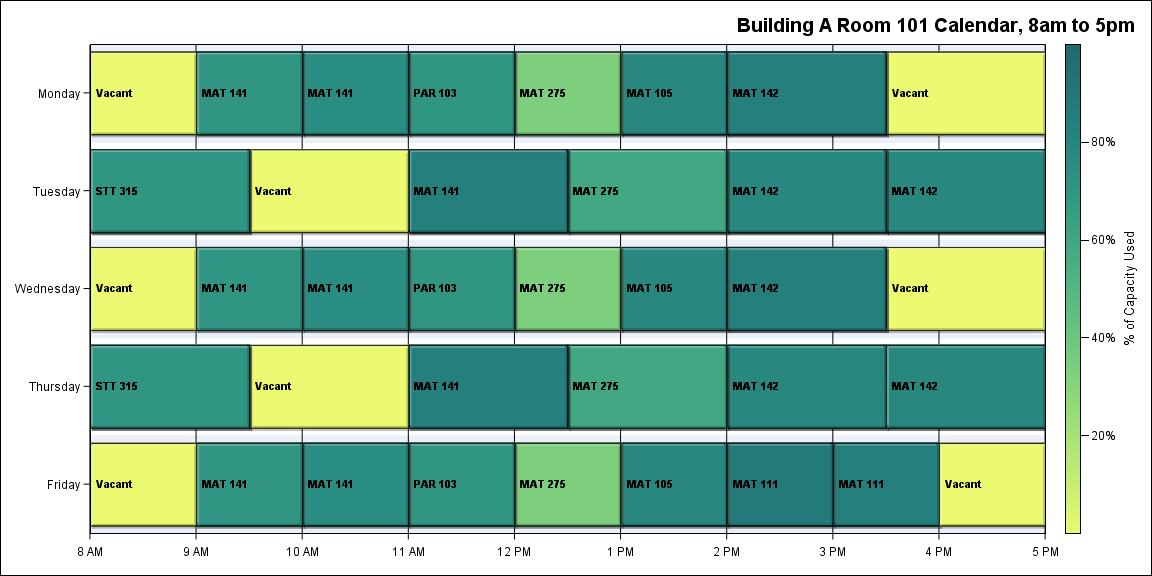 Building A Room 101 Calendar, 8am to 5pm
Monday
Vacant MAT 141 MAT 141 PAR 103 MAT 275 MAT 105 MAT 142 Vacant
Tuesday
STT 315 Vacant MAT 141 MAT 275 MAT 142 MAT 142
Wednesday
Vacant MAT 141 MAT 141 PAR 103 MAT 275 MAT 105 MAT 142 Vacant
Thursday
STT 315 Vacant MAT 141 MAT 275 MAT 142 MAT 142
Friday
Vacant MAT 141 MAT 141 PAR 103 MAT 275 MAT 105 MAT 111 MAT 111 Vacant
8 AM 9 AM 10 AM 11 AM 12 PM 1 PM 2 PM 3 PM 4 PM 5 PM
80%
60%
40%
20%
% of Capacity Used